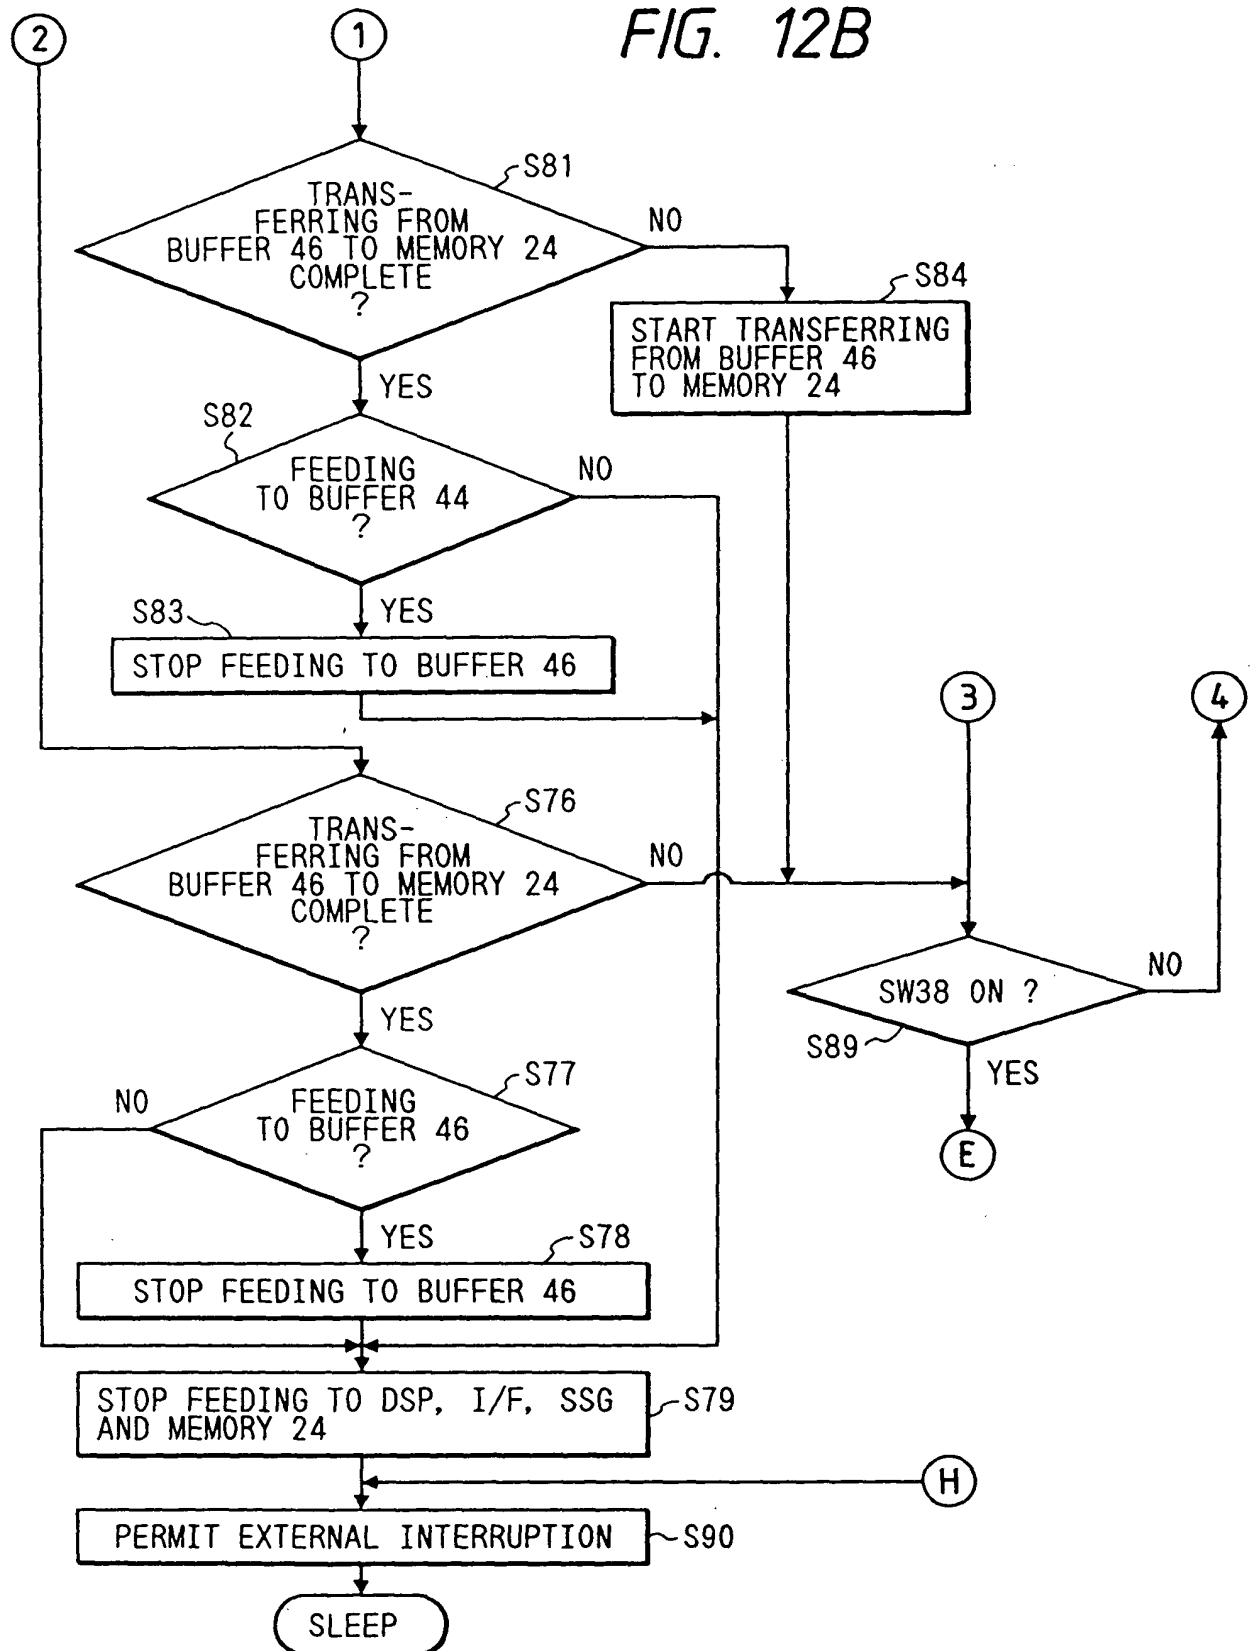 FIG. 12B
2
1
S81
TRANS-
FERRING FROM
BUFFER 46 TO MEMORY 24
COMPLETE
?
NO
YES
S84
START TRANSFERRING
FROM BUFFER 46
TO MEMORY 24
S82
FEEDING
TO BUFFER 44
?
NO
YES
S83
STOP FEEDING TO BUFFER 46
3
4
S76
TRANS-
FERRING FROM
BUFFER 46 TO MEMORY 24
COMPLETE
?
NO
YES
SW38 ON ?
NO
S89
YES
E
S77
FEEDING
TO BUFFER 46
?
NO
YES
S78
STOP FEEDING TO BUFFER 46
STOP FEEDING TO DSP, I/F, SSG
AND MEMORY 24
S79
H
PERMIT EXTERNAL INTERRUPTION
S90
SLEEP